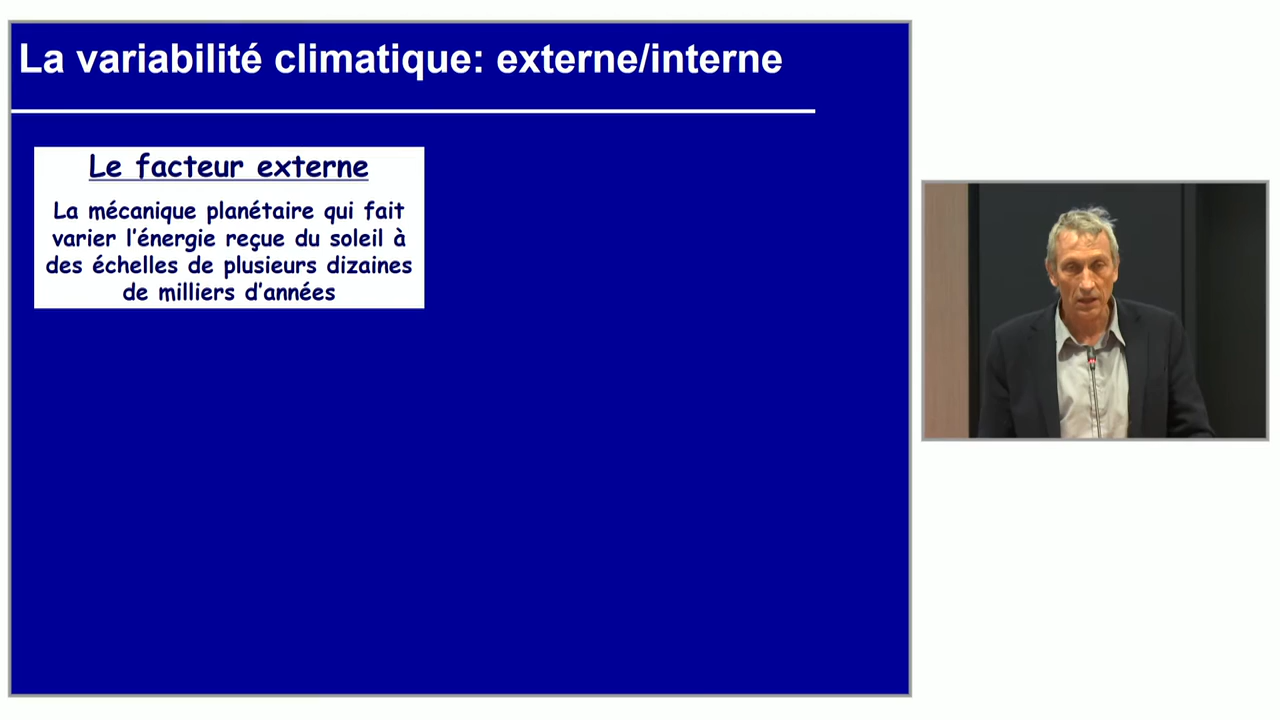 La variabilité climatique: externe/interne
Le facteur externe
La mécanique planétaire qui fait
varier l'énergie reçue du soleil à
des échelles de plusieurs dizaines
de milliers d'années